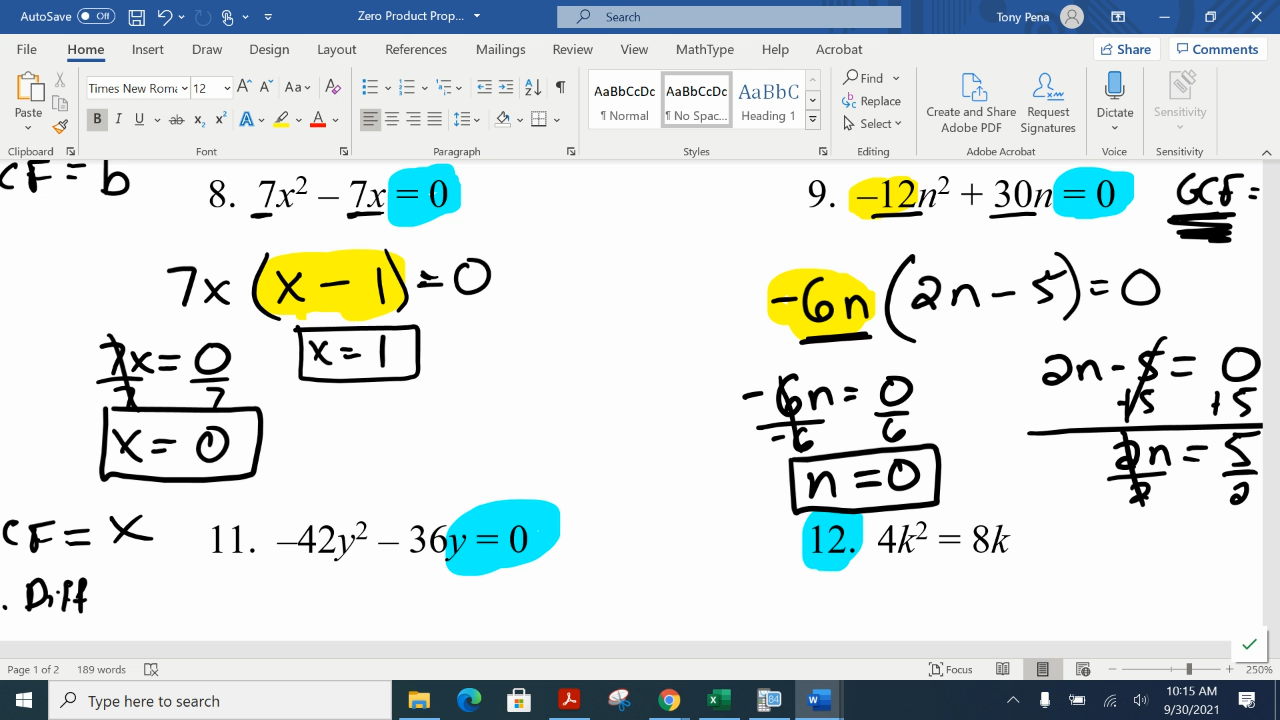 AutoSave Off Zero Product Prop... Search Tony Pena
File Home Insert Draw Design Layout References Mailings Review View MathType Help Acrobat Share Comments
Paste Times New Roma 12 Aa AaBbCcDc AaBbCcDc AaBbC Find Replace Select Create and Share Adobe PDF Request Signatures Dictate Sensitivity
B I U ab x₂ x² A A ¶ Normal ¶ No Spac... Heading 1
Clipboard Font Paragraph Styles Editing Adobe Acrobat Voice Sensitivity
CF = b 8. 7x² – 7x = 0 9. –12n² + 30n = 0 GCF =
7x (x – 1) = 0 -6n (2n – 5) = 0
7x = 0 x = 1 -6n = 0 2n - 5 = 0
7 7 -6 6 +5 +5
x = 0 n = 0 2n = 5
2 2
CF = x 11. –42y² – 36y = 0 12. 4k² = 8k
. Diff
Page 1 of 2 189 words Focus 250%
Type here to search 10:15 AM
9/30/2021